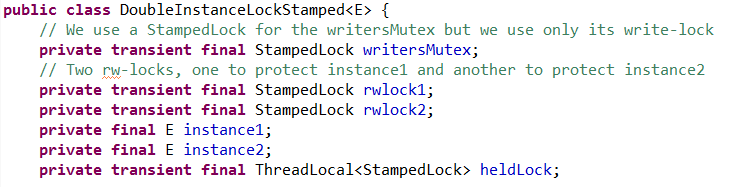 public class DoubleInstanceLockStamped<E> {
    // We use a StampedLock for the writersMutex but we use only its write-lock
    private transient final StampedLock writersMutex;
    // Two rw-locks, one to protect instance1 and another to protect instance2
    private transient final StampedLock rwlock1;
    private transient final StampedLock rwlock2;
    private final E instance1;
    private final E instance2;
    private transient final ThreadLocal<StampedLock> heldLock;